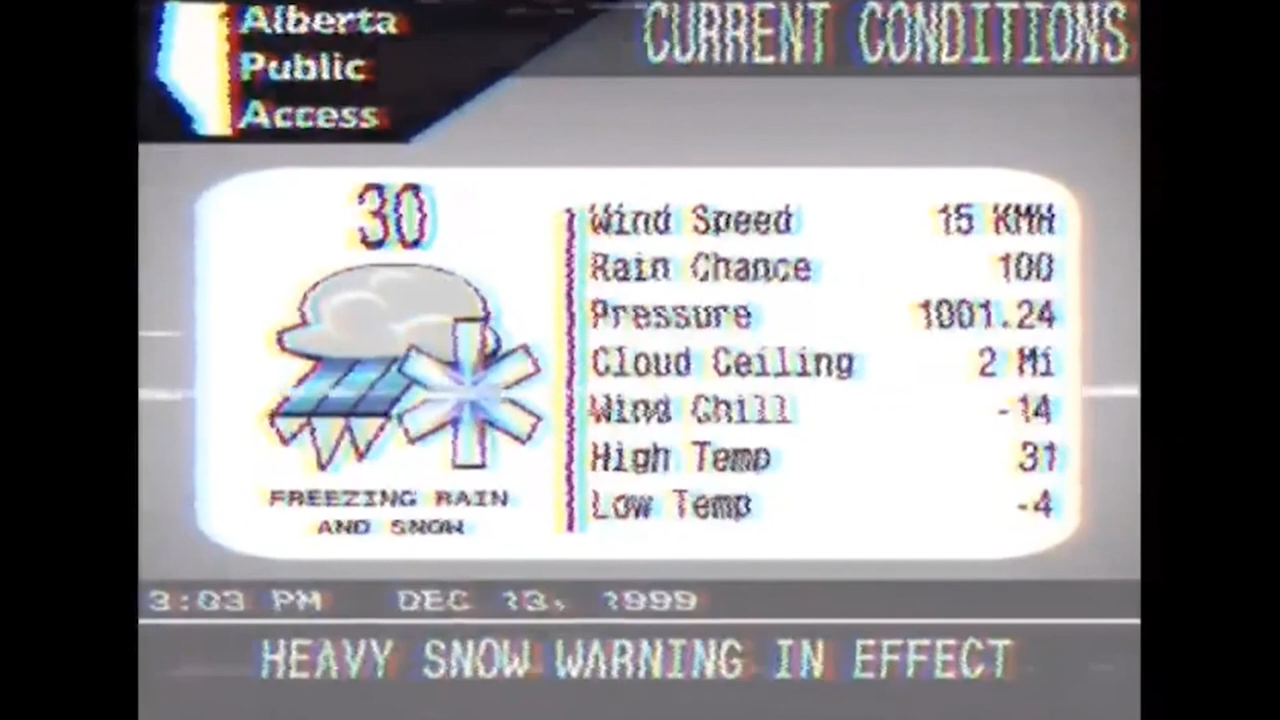 Alberta
Public
Access
CURRENT CONDITIONS
30
FREEZING RAIN
AND SNOW
Wind Speed 15 KMH
Rain Chance 100
Pressure 1001.24
Cloud Ceiling 2 Mi
Wind Chill -14
High Temp 31
Low Temp -4
3:03 PM DEC 13, 1999
HEAVY SNOW WARNING IN EFFECT